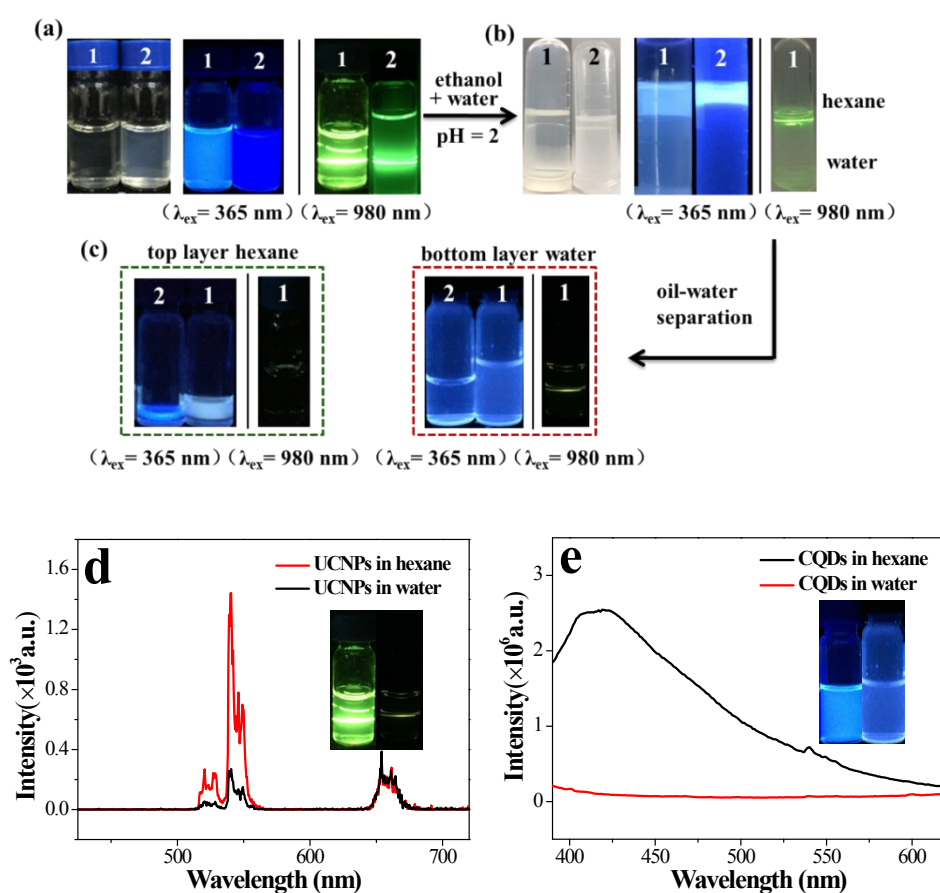 (a)
1 2
1 2
1 2
ethanol
+ water
pH = 2
(b)
1 2
1 2
1
hexane
water
(λex= 365 nm) (λex= 980 nm)
(λex= 365 nm) (λex= 980 nm)
(c)
top layer hexane
bottom layer water
2 1
1
2 1
1
oil-water
separation
(λex= 365 nm) (λex= 980 nm)
(λex= 365 nm) (λex= 980 nm)
d
UCNPs in hexane
UCNPs in water
Intensity(×10³a.u.)
1.6
1.2
0.8
0.4
0.0
500 550 600 650 700
Wavelength (nm)
e
CQDs in hexane
CQDs in water
Intensity(×10⁶a.u.)
3
2
1
0
400 450 500 550 600
Wavelength (nm)